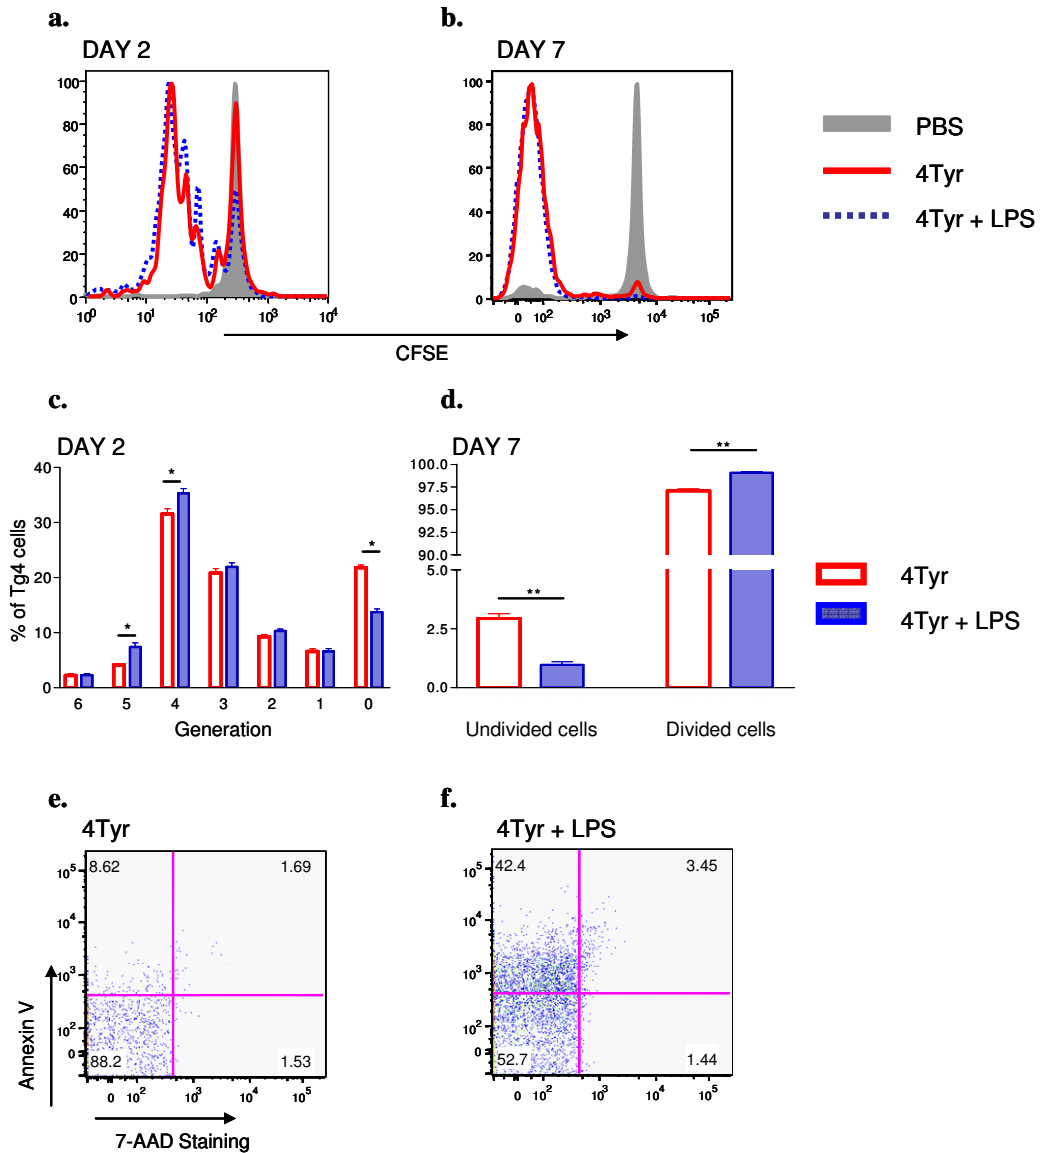 a.
b.
DAY 2
DAY 7
100
80
60
40
20
0
10⁰ 10¹ 10² 10³ 10⁴
100
80
60
40
20
0
0 10² 10³ 10⁴ 10⁵
CFSE
PBS
4Tyr
4Tyr + LPS
c.
d.
DAY 2
DAY 7
% of Tg4 cells
40
30
20
10
0
* * *
6 5 4 3 2 1 0
Generation
100.0
97.5
95.0
92.5
90.0
5.0
2.5
0.0
** **
Undivided cells Divided cells
4Tyr
4Tyr + LPS
e.
f.
4Tyr
4Tyr + LPS
Annexin V
10⁵
10⁴
10³
10²
0
8.62 1.69
88.2 1.53
0 10² 10³ 10⁴ 10⁵
7-AAD Staining
10⁵
10⁴
10³
10²
0
42.4 3.45
52.7 1.44
0 10² 10³ 10⁴ 10⁵